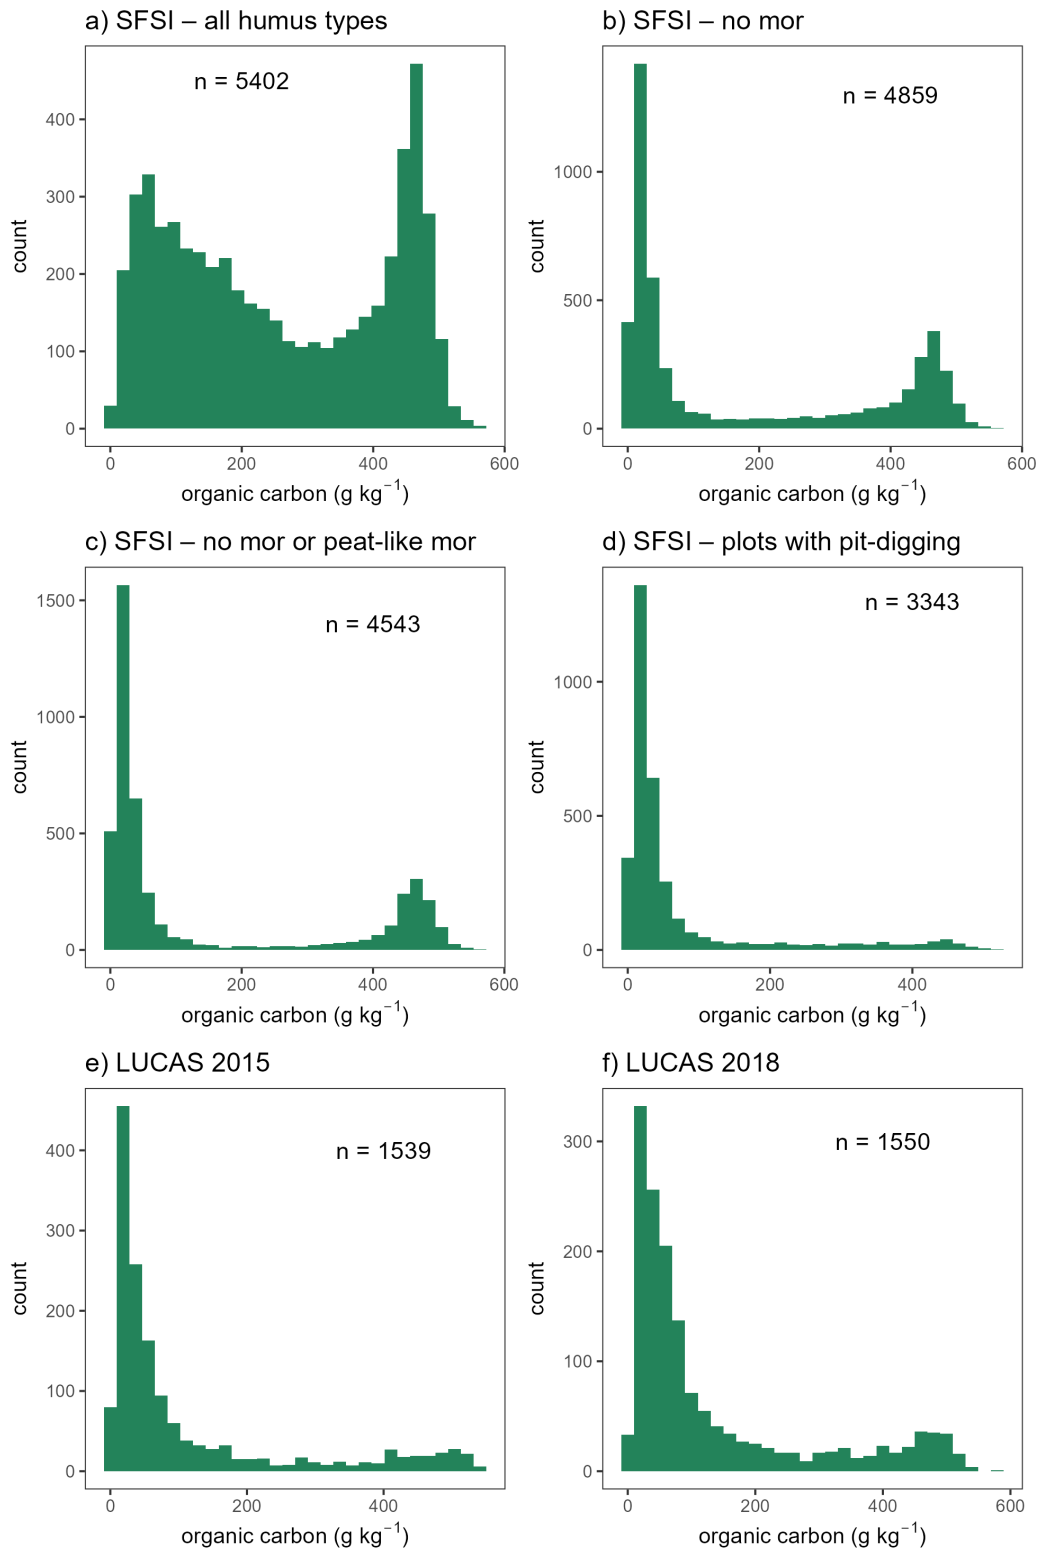 a) SFSI – all humus types
n = 5402
400
300
200
100
0
count
0 200 400 600
organic carbon (g kg⁻¹)
b) SFSI – no mor
n = 4859
1000
500
0
count
0 200 400 600
organic carbon (g kg⁻¹)
c) SFSI – no mor or peat-like mor
n = 4543
1500
1000
500
0
count
0 200 400 600
organic carbon (g kg⁻¹)
d) SFSI – plots with pit-digging
n = 3343
1000
500
0
count
0 200 400
organic carbon (g kg⁻¹)
e) LUCAS 2015
n = 1539
400
300
200
100
0
count
0 200 400
organic carbon (g kg⁻¹)
f) LUCAS 2018
n = 1550
300
200
100
0
count
0 200 400 600
organic carbon (g kg⁻¹)